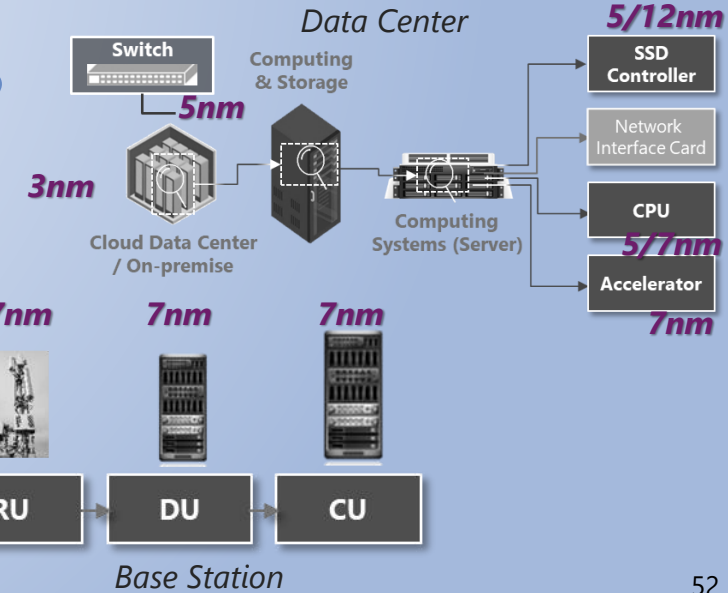 Data Center
5/12nm
Switch
Computing
& Storage
SSD
Controller
5nm
Network
Interface Card
3nm
CPU
Computing
Systems (Server)
Cloud Data Center
/ On-premise
5/7nm
Accelerator
7nm
7nm
7nm
7nm
RU
DU
CU
Base Station
52